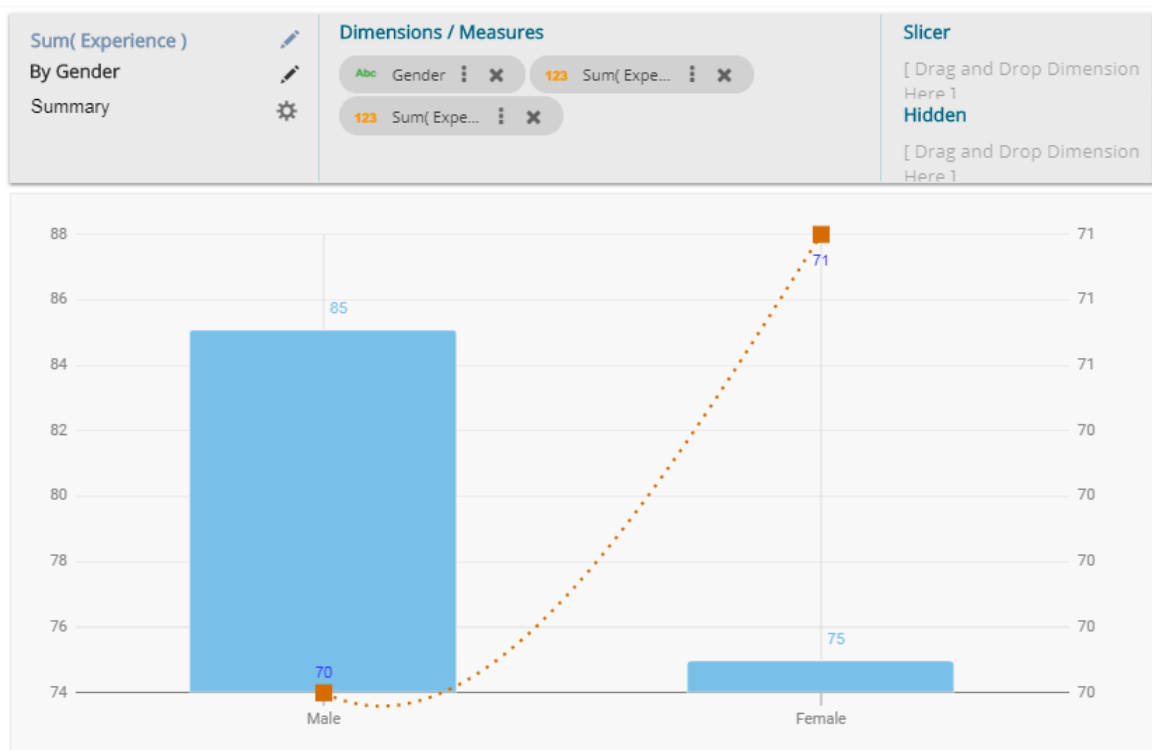 Sum( Experience )
By Gender
Summary
Dimensions / Measures
Abc Gender
123 Sum( Expe...
123 Sum( Expe...
Slicer
[ Drag and Drop Dimension
Here ]
Hidden
[ Drag and Drop Dimension
Here ]
88
86
84
82
80
78
76
74
85
70
71
75
71
71
71
70
70
70
70
70
Male
Female